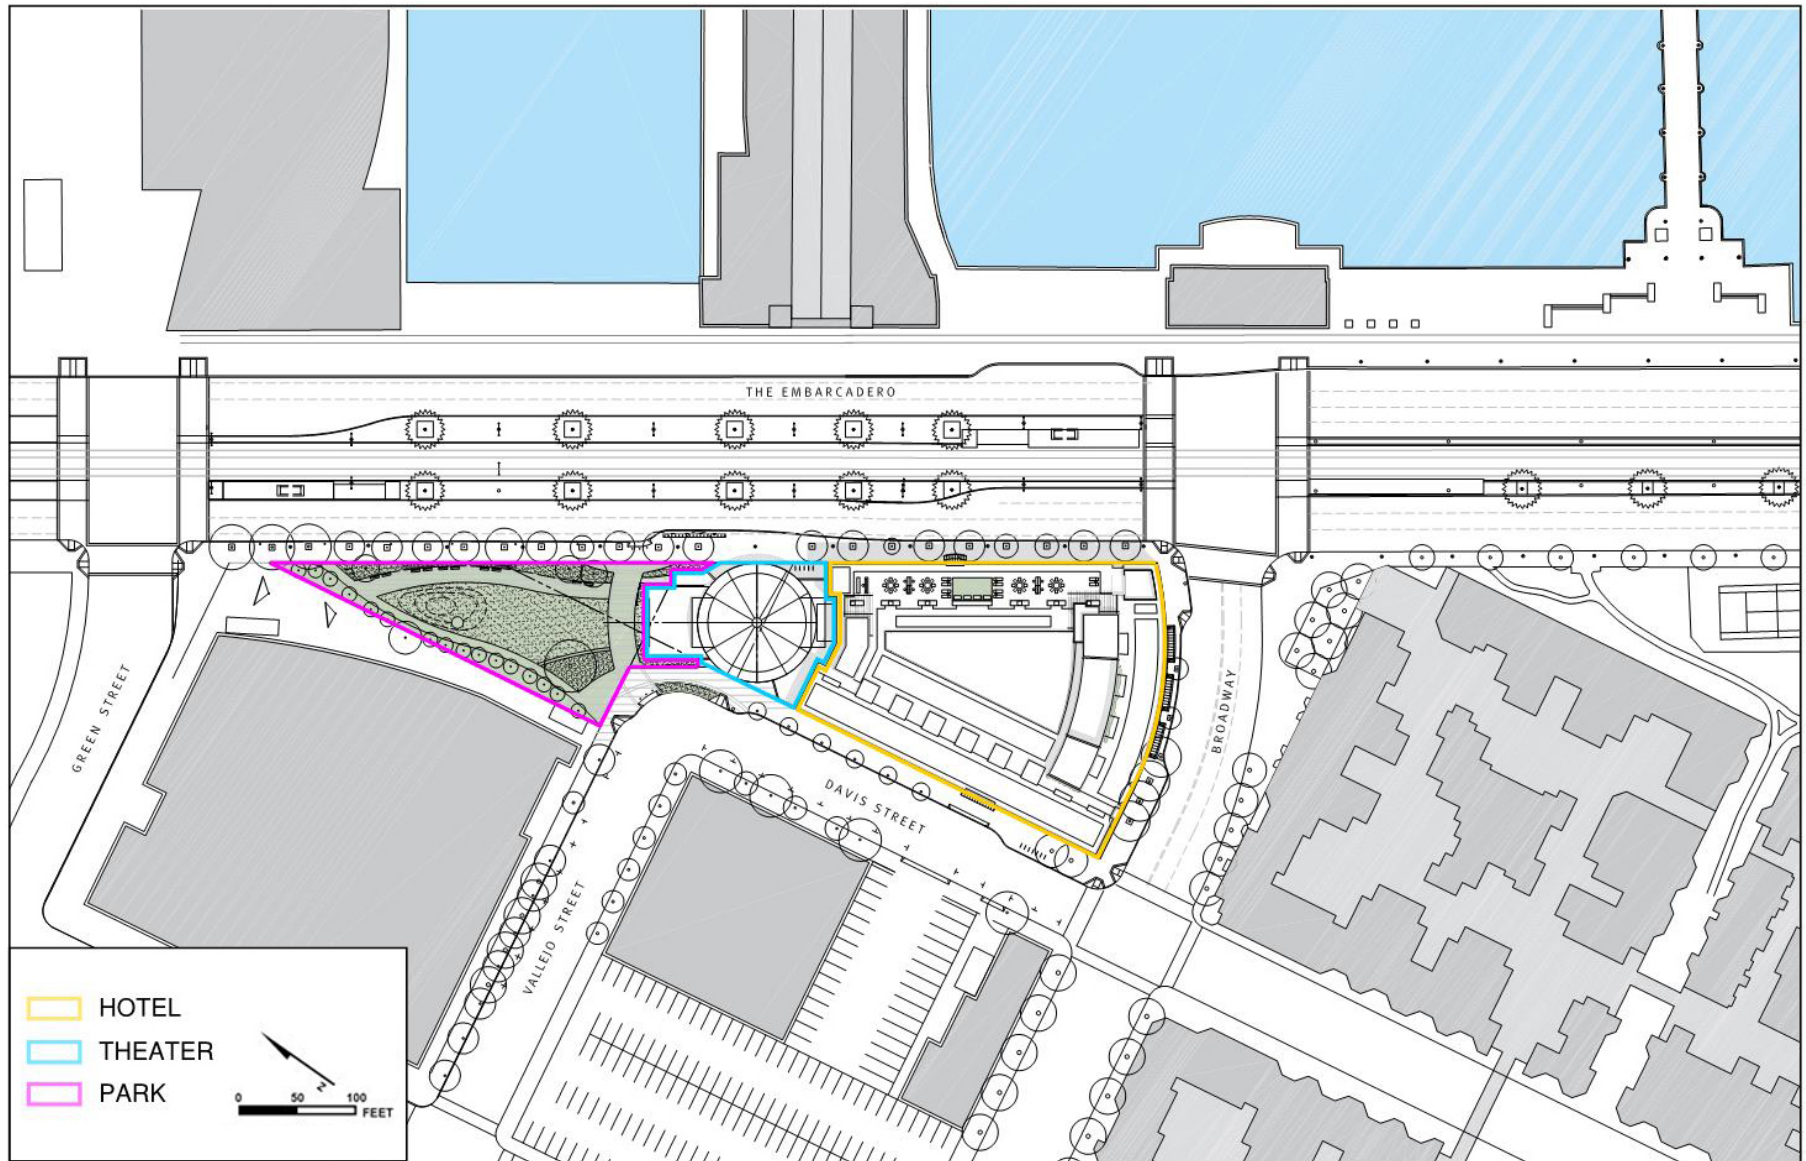 THE EMBARCADERO
GREEN STREET
BROADWAY
DAVIS STREET
VALLEJO STREET
HOTEL
THEATER
PARK
N
0 50 100
FEET